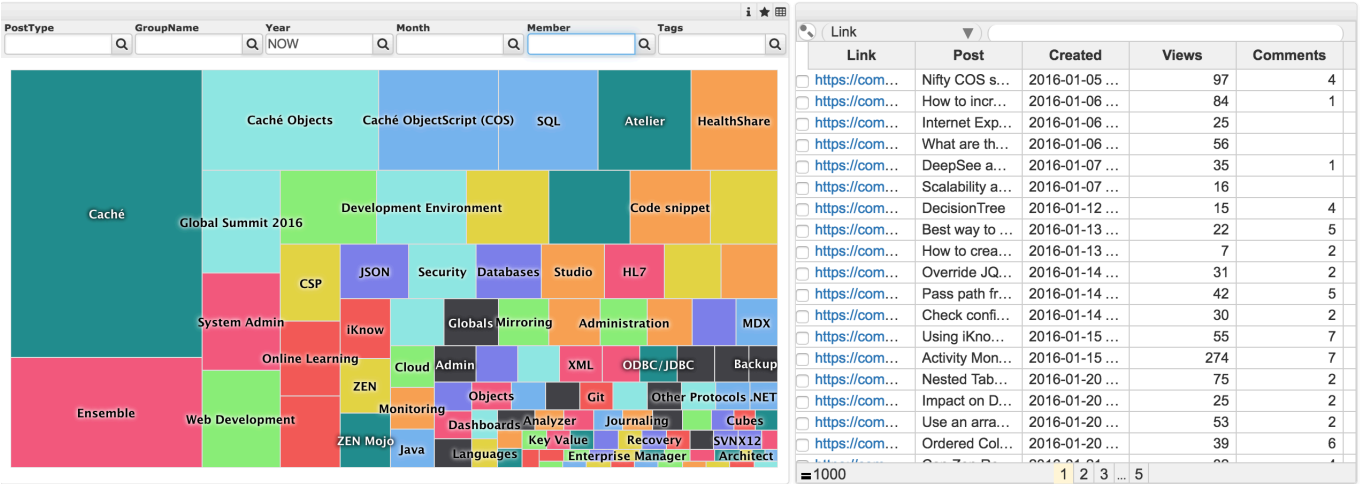 PostType GroupName Year Month Member Tags
NOW
Caché
Caché Objects
Caché ObjectScript (COS)
SQL
Atelier
HealthShare
Global Summit 2016
Development Environment
Code snippet
CSP
JSON
Security
Databases
Studio
HL7
System Admin
Online Learning
iKnow
Globals
Mirroring
Administration
MDX
Ensemble
Web Development
ZEN
Cloud
Admin
XML
ODBC/JDBC
Backup
Monitoring
Objects
Git
Other Protocols
.NET
ZEN Mojo
Java
Dashboards
Analyzer
Journaling
Cubes
Key Value
Recovery
SVNX12
Languages
Enterprise Manager
Architect
Link
Link Post Created Views Comments
https://com... Nifty COS s... 2016-01-05 ... 97 4
https://com... How to incr... 2016-01-06 ... 84 1
https://com... Internet Exp... 2016-01-06 ... 25
https://com... What are th... 2016-01-06 ... 56
https://com... DeepSee a... 2016-01-07 ... 35 1
https://com... Scalability a... 2016-01-07 ... 16
https://com... DecisionTree 2016-01-12 ... 15 4
https://com... Best way to ... 2016-01-13 ... 22 5
https://com... How to crea... 2016-01-13 ... 7 2
https://com... Override JQ... 2016-01-14 ... 31 2
https://com... Pass path fr... 2016-01-14 ... 42 5
https://com... Check confi... 2016-01-14 ... 30 2
https://com... Using iKno... 2016-01-15 ... 55 7
https://com... Activity Mon... 2016-01-15 ... 274 7
https://com... Nested Tab... 2016-01-20 ... 75 2
https://com... Impact on D... 2016-01-20 ... 25 2
https://com... Use an arra... 2016-01-20 ... 53 2
https://com... Ordered Col... 2016-01-20 ... 39 6
1000 1 2 3 ... 5